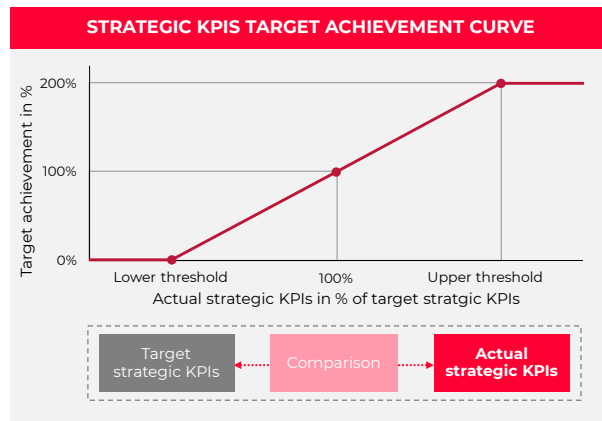 STRATEGIC KPIS TARGET ACHIEVEMENT CURVE
Target achievement in %
200%
100%
0%
Lower threshold
100%
Upper threshold
Actual strategic KPIs in % of target stratgic KPIs
Target
strategic KPIs
Comparison
Actual
strategic KPIs